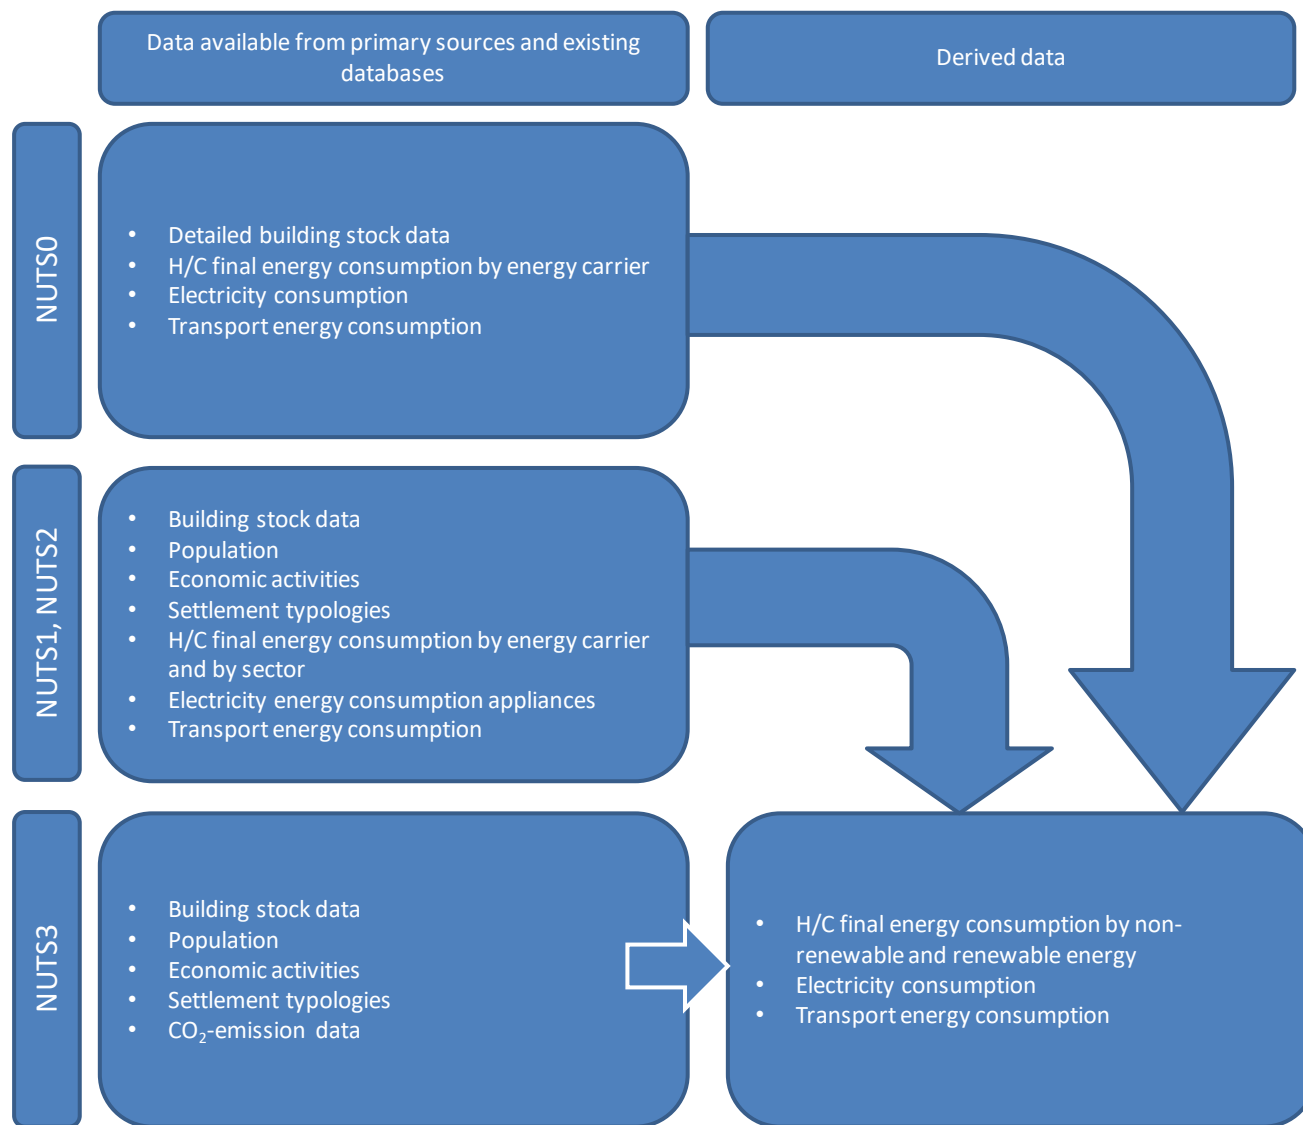 Data available from primary sources and existing
databases
Derived data
NUTS0
• Detailed building stock data
• H/C final energy consumption by energy carrier
• Electricity consumption
• Transport energy consumption
NUTS1, NUTS2
• Building stock data
• Population
• Economic activities
• Settlement typologies
• H/C final energy consumption by energy carrier
and by sector
• Electricity energy consumption appliances
• Transport energy consumption
NUTS3
• Building stock data
• Population
• Economic activities
• Settlement typologies
• CO₂-emission data
• H/C final energy consumption by non-
renewable and renewable energy
• Electricity consumption
• Transport energy consumption